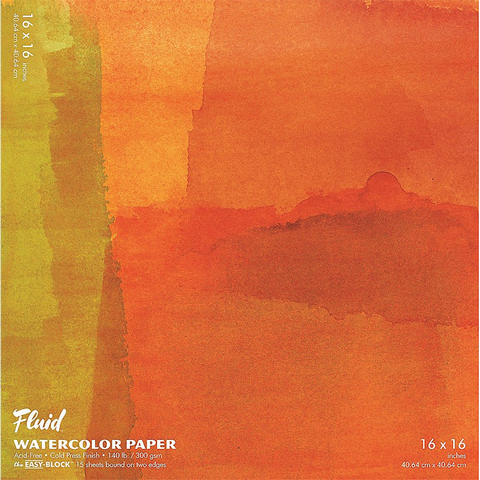 16 x 16
inches
40.64 cm x 40.64 cm
Fluid
WATERCOLOR PAPER
Acid-Free • Cold Press Finish • 140 lb. / 300 gsm
EASY-BLOCK™ 15 sheets bound on two edges
16 x 16
inches
40.64 cm x 40.64 cm